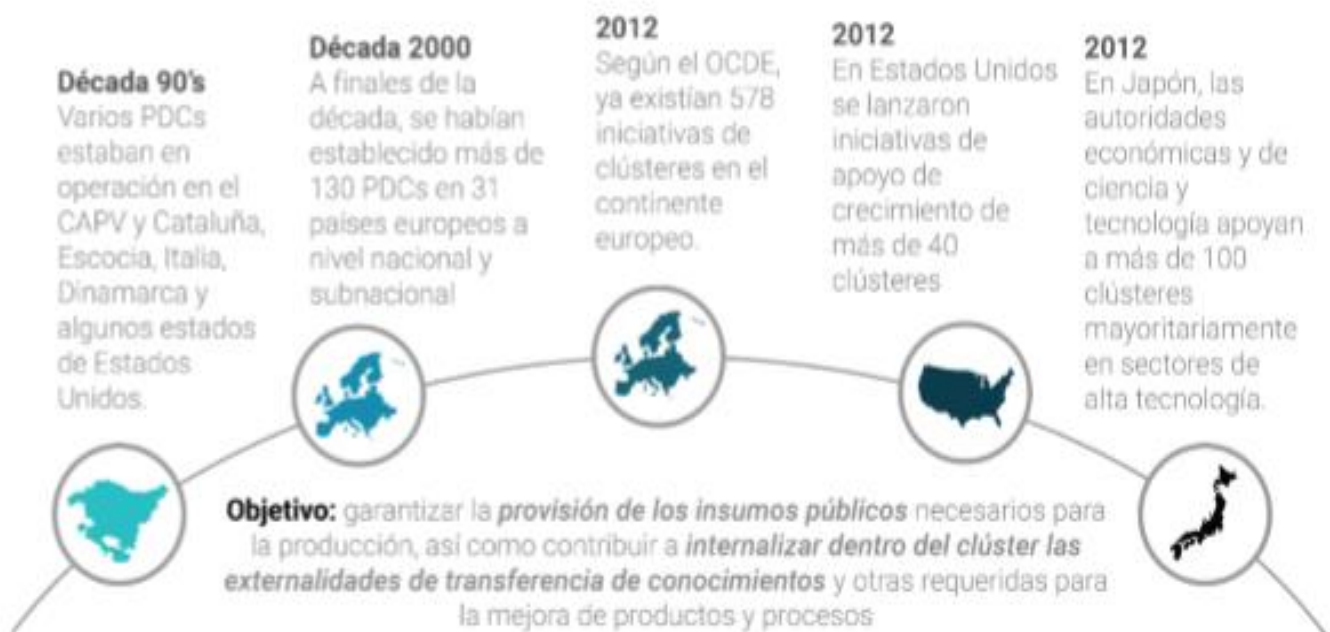 Década 90's
Varios PDCs
estaban en
operación en el
CAPV y Cataluña,
Escocia, Italia,
Dinamarca y
algunos estados
de Estados
Unidos.
Década 2000
A finales de la
década, se habían
establecido más de
130 PDCs en 31
países europeos a
nivel nacional y
subnacional
2012
Según el OCDE,
ya existían 578
iniciativas de
clústeres en el
continente
europeo.
2012
En Estados Unidos
se lanzaron
iniciativas de
apoyo de
crecimiento de
más de 40
clústeres
2012
En Japón, las
autoridades
económicas y de
ciencia y
tecnología apoyan
a más de 100
clústeres
mayoritariamente
en sectores de
alta tecnología.
Objetivo: garantizar la provisión de los insumos públicos necesarios para
la producción, así como contribuir a internalizar dentro del clúster las
externalidades de transferencia de conocimientos y otras requeridas para
la mejora de productos y procesos